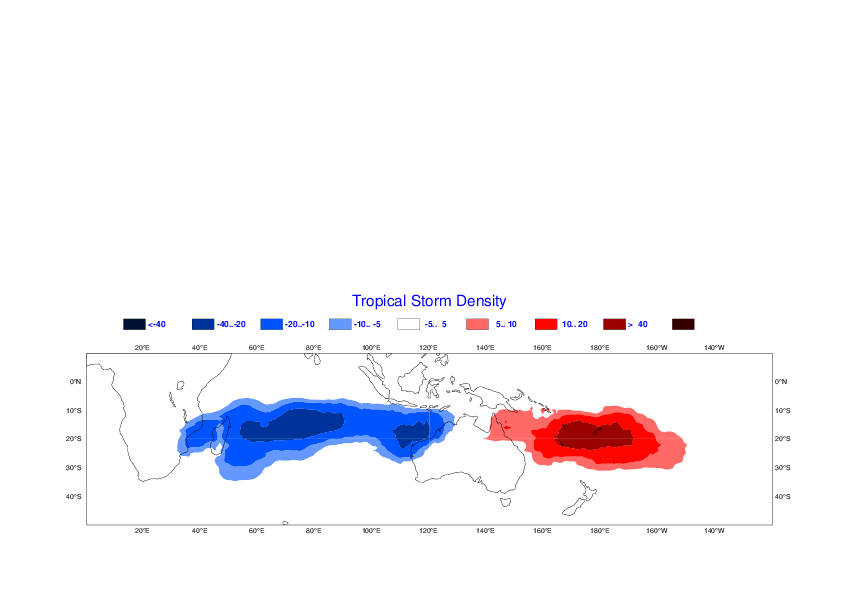 Tropical Storm Density
<-40 -40..-20 -20..-10 -10.. -5 -5.. 5 5.. 10 10.. 20 > 40
20°E 40°E 60°E 80°E 100°E 120°E 140°E 160°E 180°E 160°W 140°W
0°N 0°N
10°S 10°S
20°S 20°S
30°S 30°S
40°S 40°S
20°E 40°E 60°E 80°E 100°E 120°E 140°E 160°E 180°E 160°W 140°W